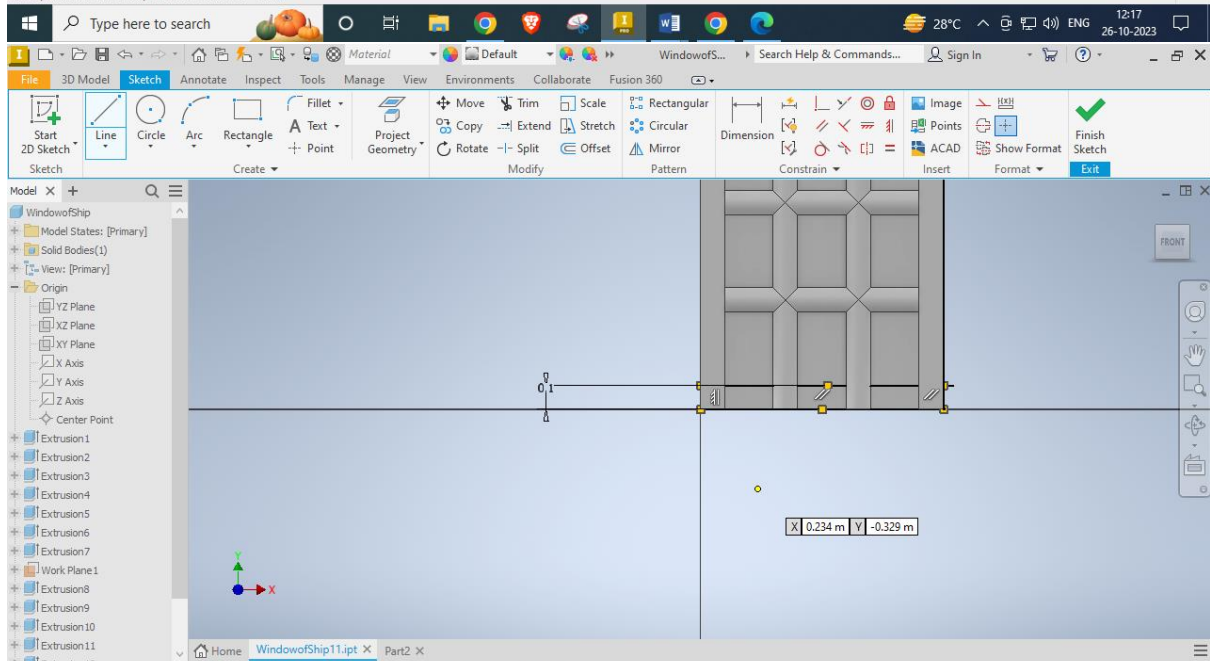 Type here to search
28°C
ENG
12:17
26-10-2023
I
PRO
Material
Default
WindowofS...
Search Help & Commands...
Sign In
File
3D Model
Sketch
Annotate
Inspect
Tools
Manage
View
Environments
Collaborate
Fusion 360
Start
2D Sketch
Line
Circle
Arc
Rectangle
Fillet
A Text
Point
Project
Geometry
Move
Trim
Scale
Copy
Extend
Stretch
Rotate
Split
Offset
Rectangular
Circular
Mirror
Dimension
Image
Points
ACAD
Show Format
Finish
Sketch
Sketch
Create
Modify
Pattern
Constrain
Insert
Format
Exit
Model
WindowofShip
Model States: [Primary]
Solid Bodies(1)
View: [Primary]
Origin
YZ Plane
XZ Plane
XY Plane
X Axis
Y Axis
Z Axis
Center Point
Extrusion1
Extrusion2
Extrusion3
Extrusion4
Extrusion5
Extrusion6
Extrusion7
Work Plane1
Extrusion8
Extrusion9
Extrusion10
Extrusion11
FRONT
0,1
X 0.234 m Y -0.329 m
Y
X
Home
WindowofShip11.ipt
Part2